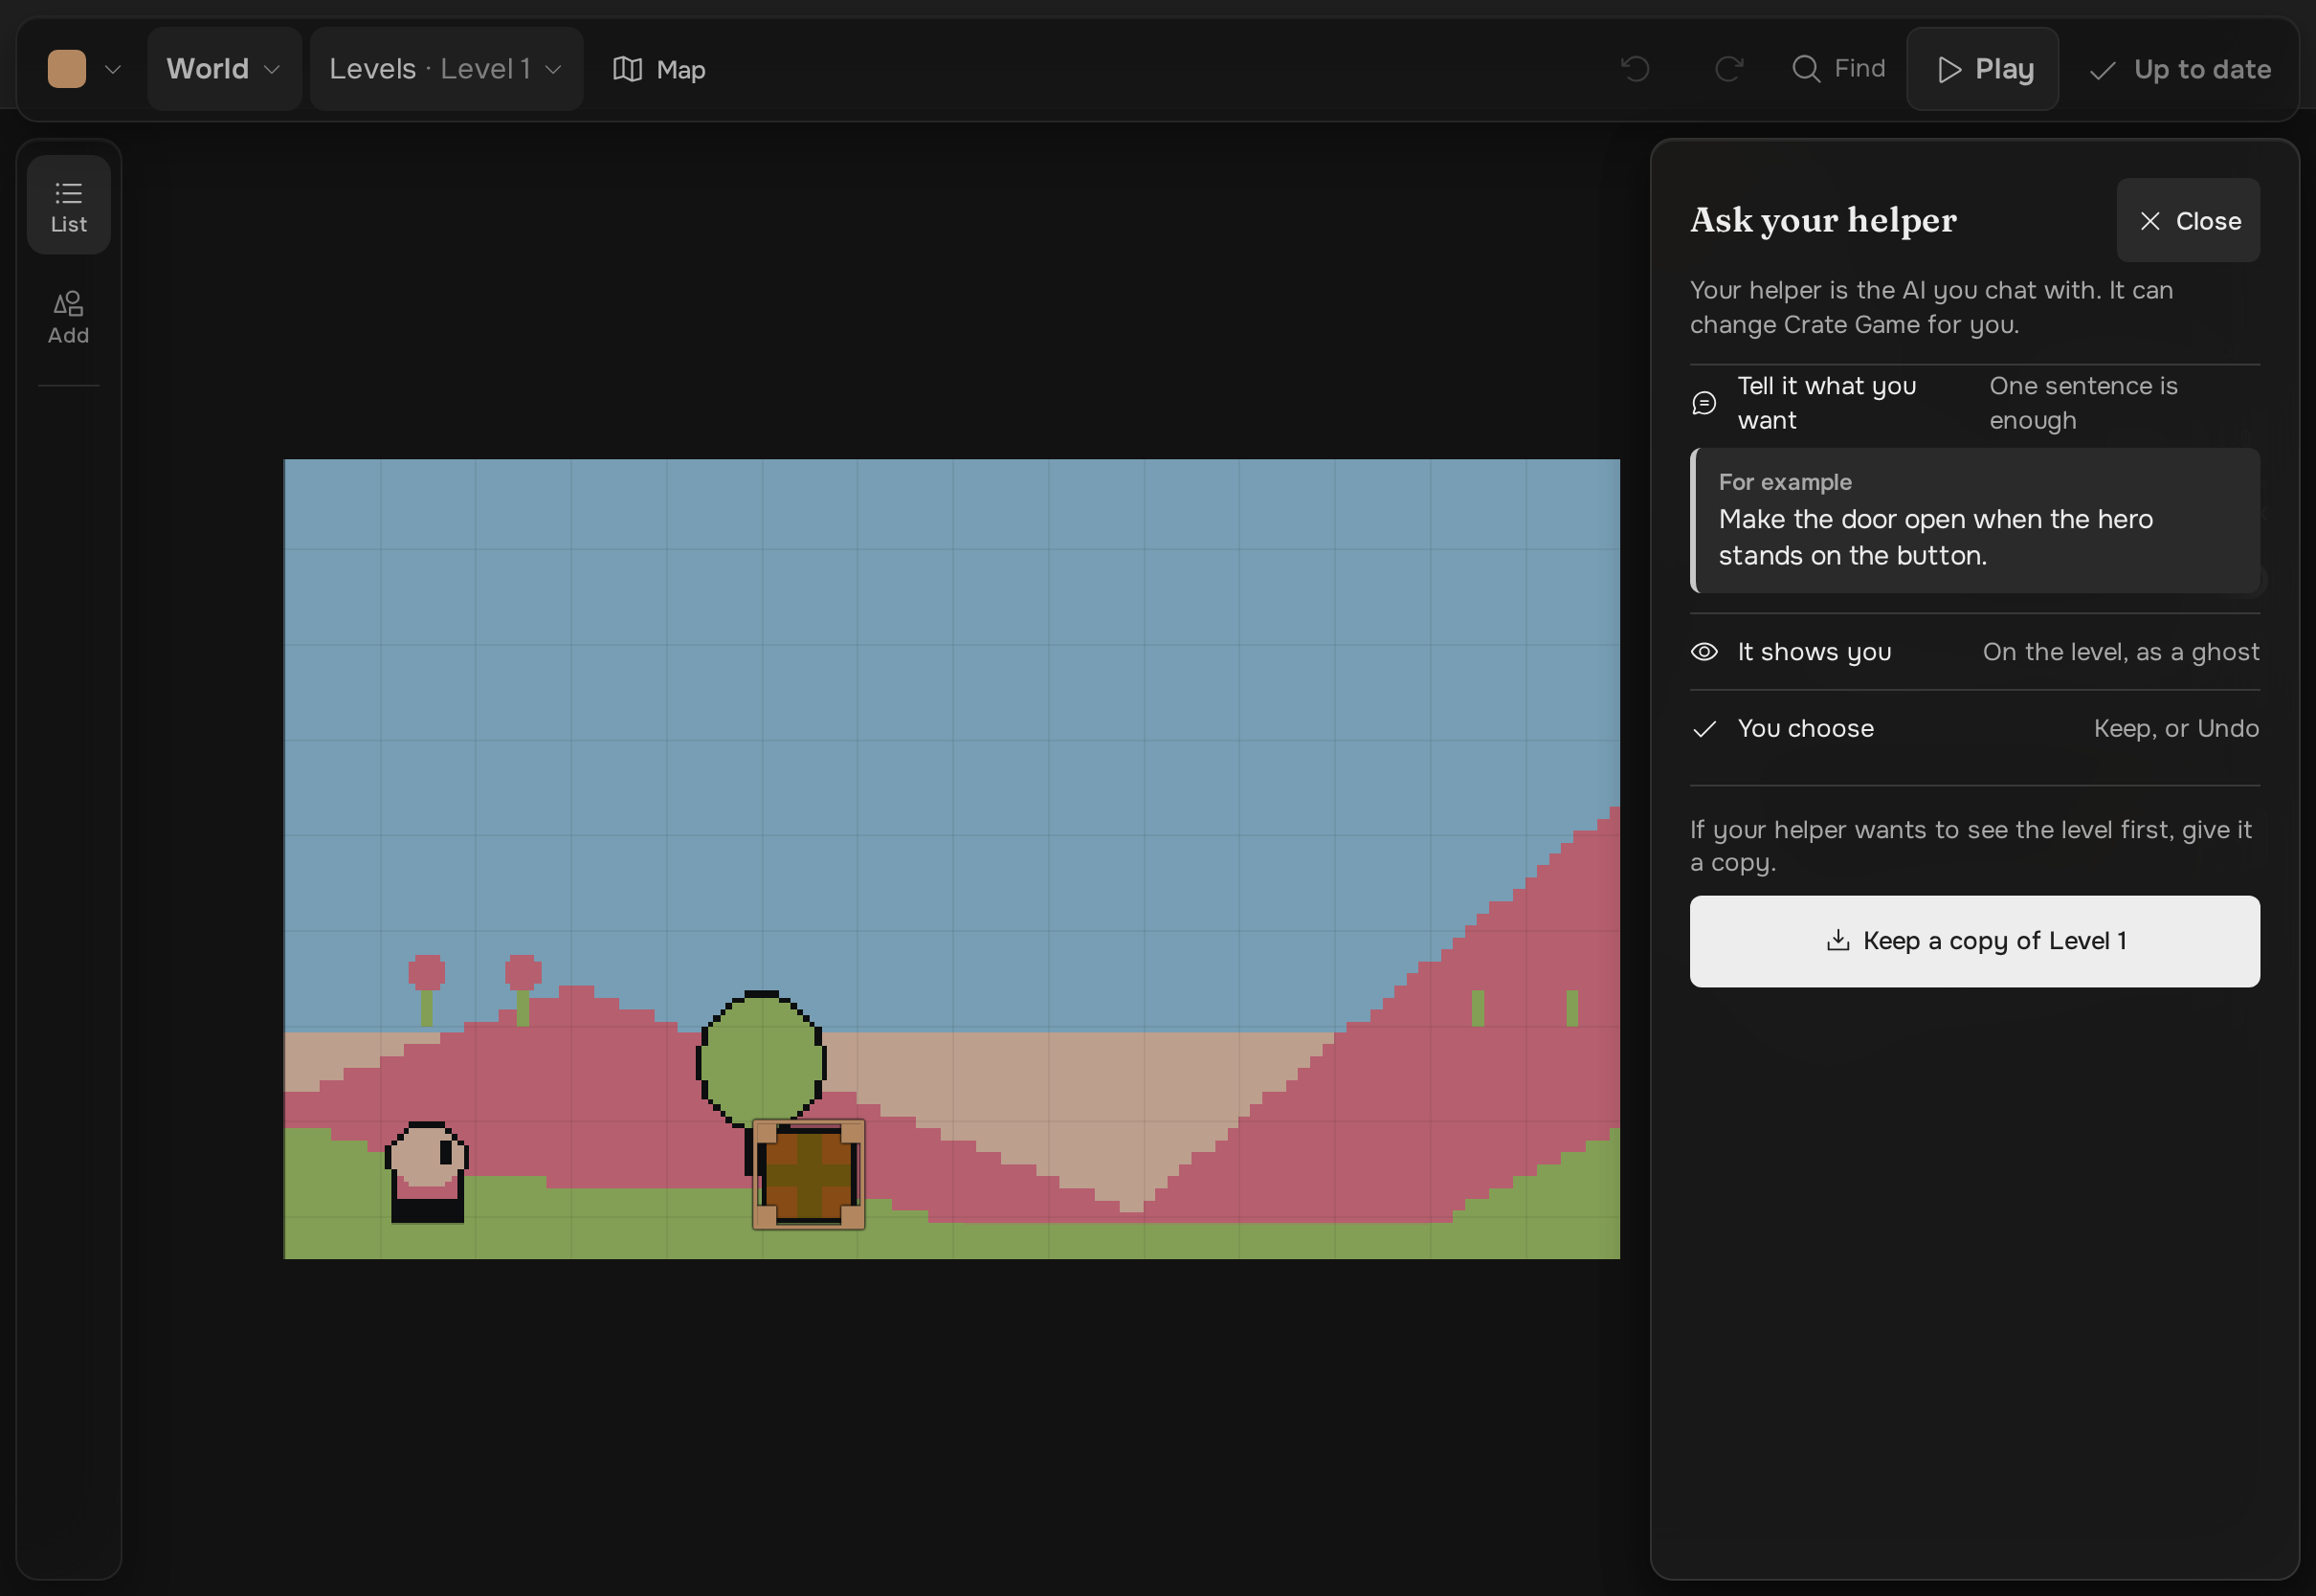 World
Levels · Level 1
Map
Find
Play
Up to date
List
Add
Ask your helper
Close
Your helper is the AI you chat with. It can
change Crate Game for you.
Tell it what you
want
One sentence is
enough
For example
Make the door open when the hero
stands on the button.
It shows you
On the level, as a ghost
You choose
Keep, or Undo
If your helper wants to see the level first, give it
a copy.
Keep a copy of Level 1